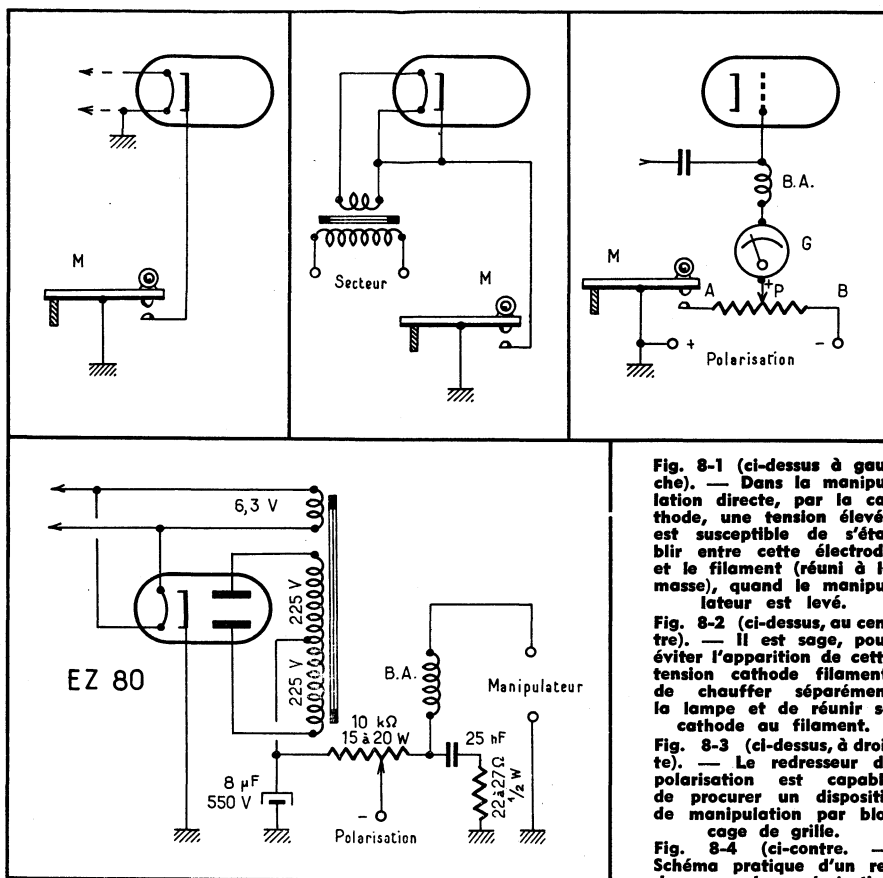 M
Secteur
M
B.A.
G
M
A
+
P
B
+
-
Polarisation
6,3 V
225 V
225 V
EZ 80
B.A.
Manipulateur
10 kΩ
15 à 20 W
25 nF
8 µF
550 V
22 à 27 Ω
½ W
-
Polarisation
Fig. 8-1 (ci-dessus à gau
che). — Dans la manipu
lation directe, par la ca
thode, une tension élevé
est susceptible de s'éta
blir entre cette électrod
et le filament (réuni à l
masse), quand le manipu
lateur est levé.
Fig. 8-2 (ci-dessus, au cen
tre). — Il est sage, pou
éviter l'apparition de cett
tension cathode filament
de chauffer séparémen
la lampe et de réunir s
cathode au filament.
Fig. 8-3 (ci-dessus, à droi
te). — Le redresseur d
polarisation est capabl
de procurer un dispositi
de manipulation par blo
cage de grille.
Fig. 8-4 (ci-contre. —
Schéma pratique d'un re